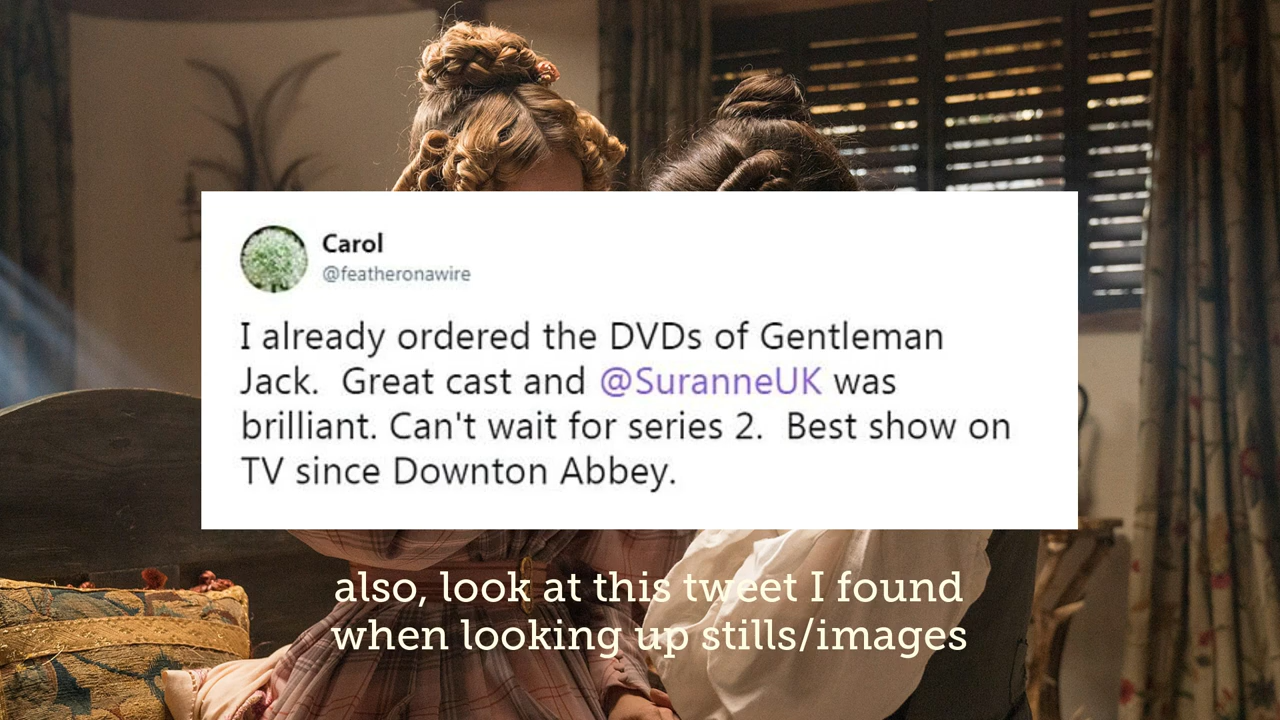 Carol
@featheronawire
I already ordered the DVDs of Gentleman
Jack.  Great cast and @SuranneUK was
brilliant. Can't wait for series 2.  Best show on
TV since Downton Abbey.
also, look at this tweet I found
when looking up stills/images